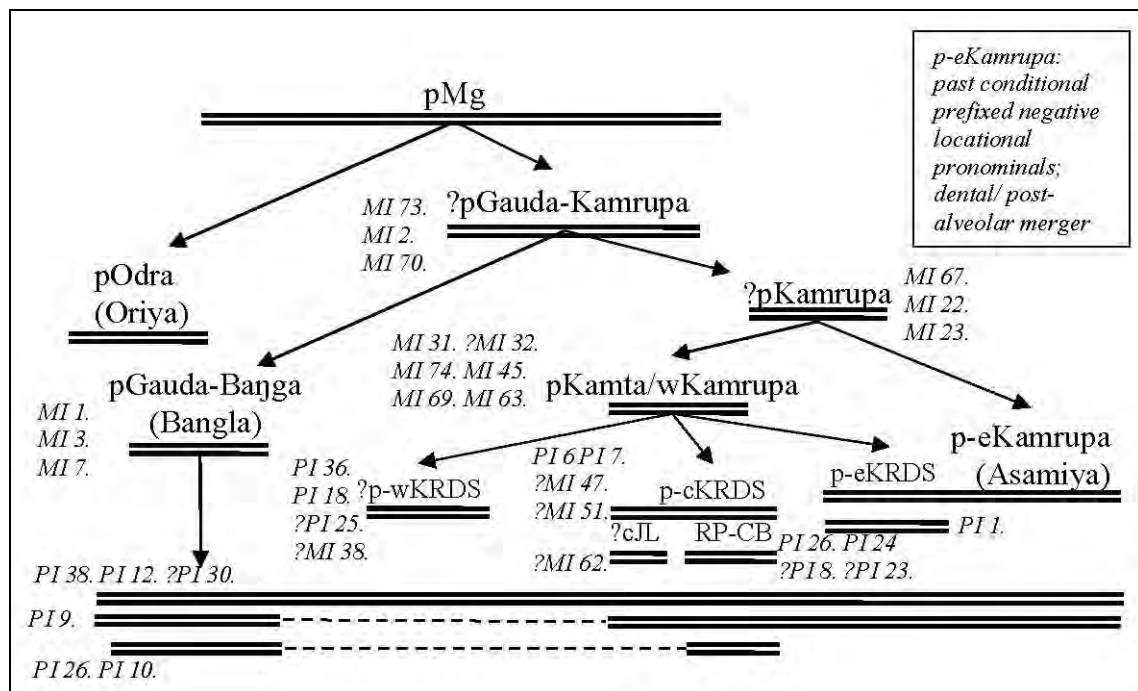 p-eKamrupa:
past conditional
prefixed negative
locational
pronominals;
dental/ post-
alveolar merger
pMg
MI 73.
MI 2.
MI 70.
?pGauda-Kamrupa
pOdra
(Oriya)
?pKamrupa
MI 67.
MI 22.
MI 23.
MI 31. ?MI 32.
MI 74. MI 45.
MI 69. MI 63.
pKamta/wKamrupa
MI 1.
MI 3.
MI 7.
pGauda-Baŋga
(Bangla)
p-eKamrupa
(Asamiya)
PI 36.
PI 18.
?PI 25.
?MI 38.
?p-wKRDS
PI 6 PI 7.
?MI 47.
?MI 51.
p-cKRDS
p-eKRDS
PI 1.
?MI 62.
?cJL
RP-CB
PI 26. PI 24
?PI 8. ?PI 23.
PI 38. PI 12. ?PI 30.
PI 9.
PI 26. PI 10.